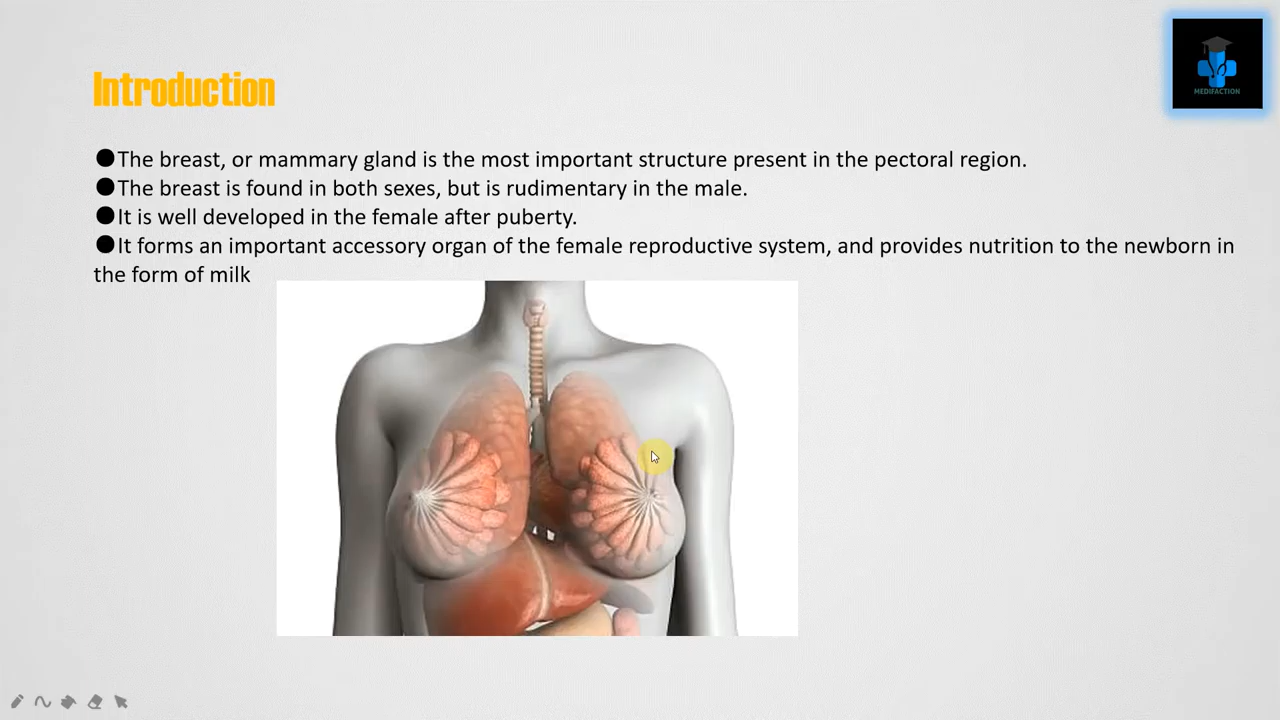 Introduction
MEDIFACTION
●The breast, or mammary gland is the most important structure present in the pectoral region.
●The breast is found in both sexes, but is rudimentary in the male.
●It is well developed in the female after puberty.
●It forms an important accessory organ of the female reproductive system, and provides nutrition to the newborn in
the form of milk